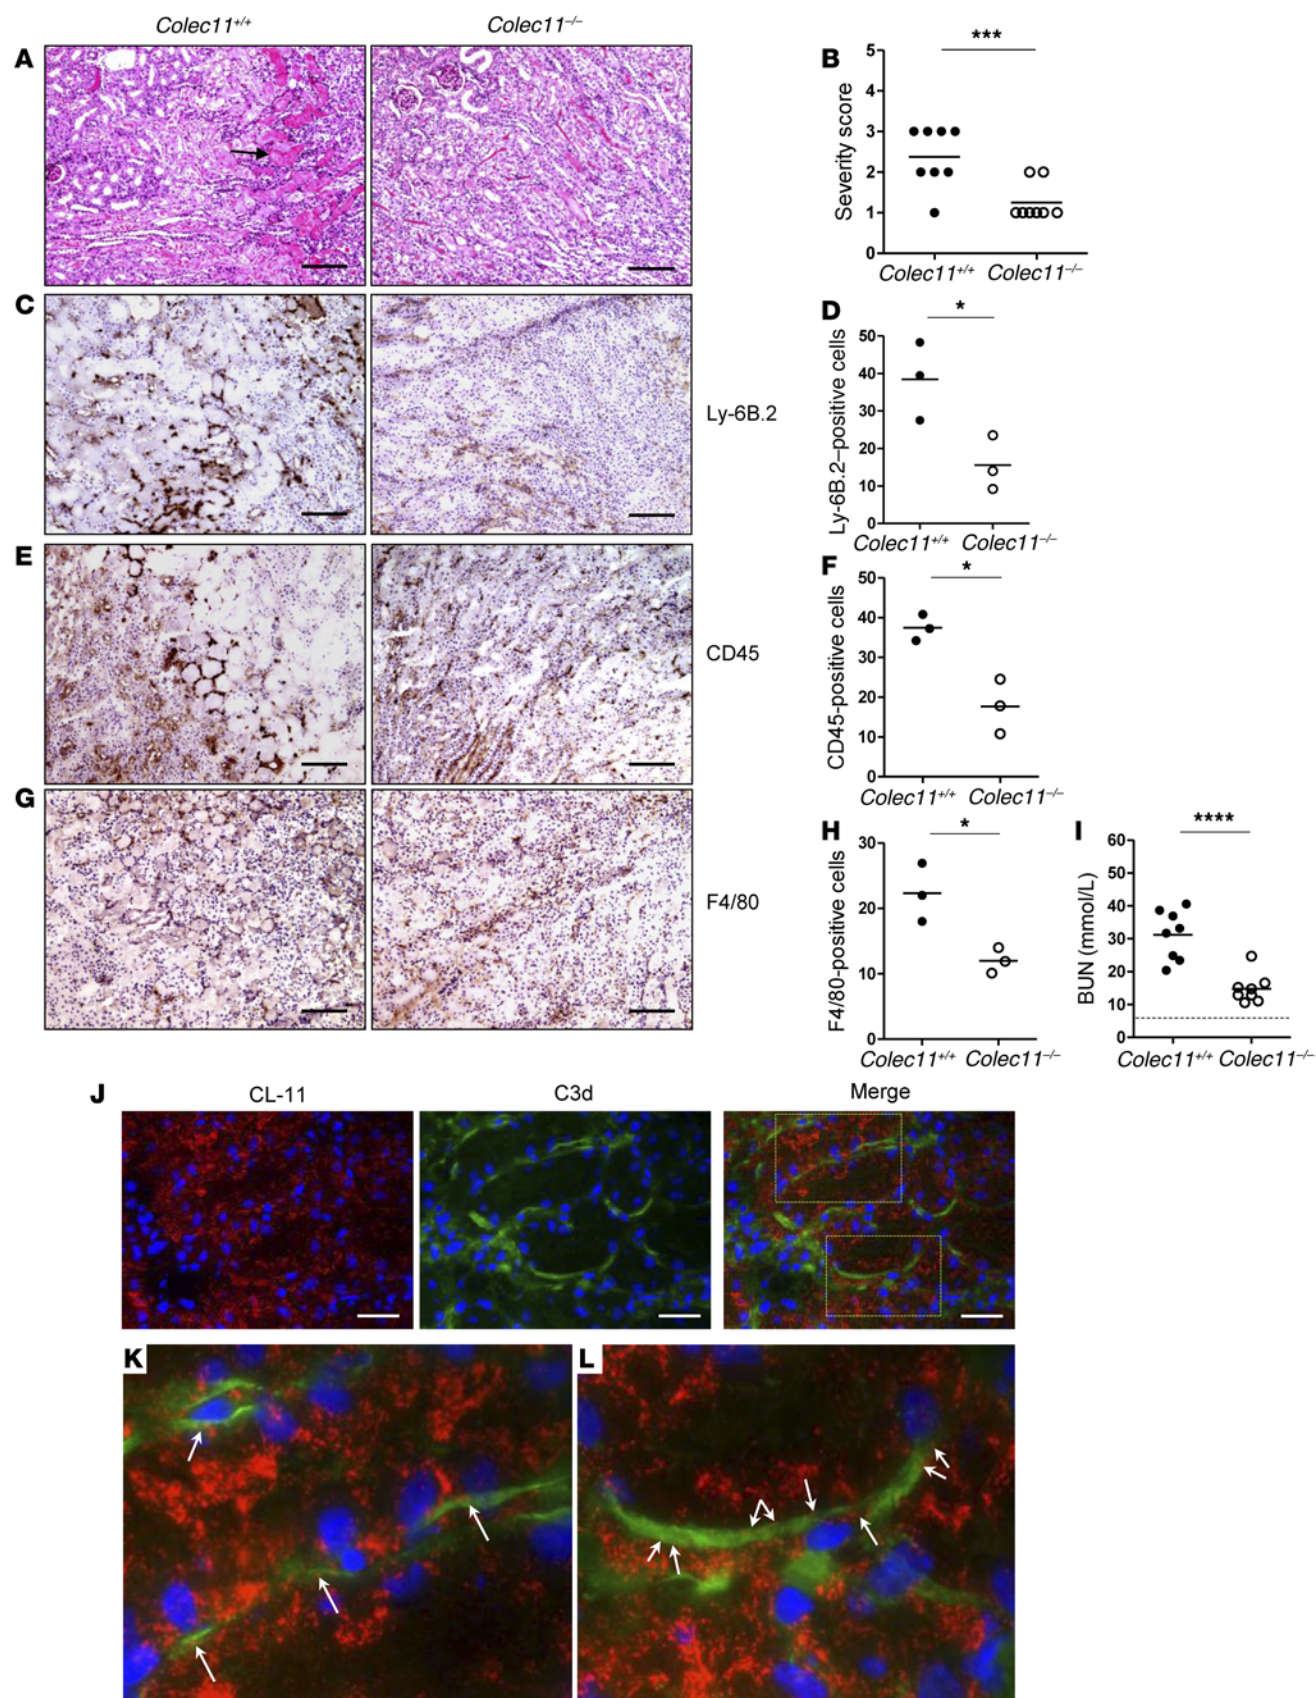 Colec11+/+ Colec11–/–
A
B
***
Severity score
5
4
3
2
1
0
Colec11+/+ Colec11–/–
C
Ly-6B.2
D
*
Ly-6B.2–positive cells
50
40
30
20
10
0
Colec11+/+ Colec11–/–
E
CD45
F
*
CD45-positive cells
50
40
30
20
10
0
Colec11+/+ Colec11–/–
G
F4/80
H
*
F4/80-positive cells
30
20
10
0
Colec11+/+ Colec11–/–
I
****
BUN (mmol/L)
60
50
40
30
20
10
0
Colec11+/+ Colec11–/–
J
CL-11 C3d Merge
K
L